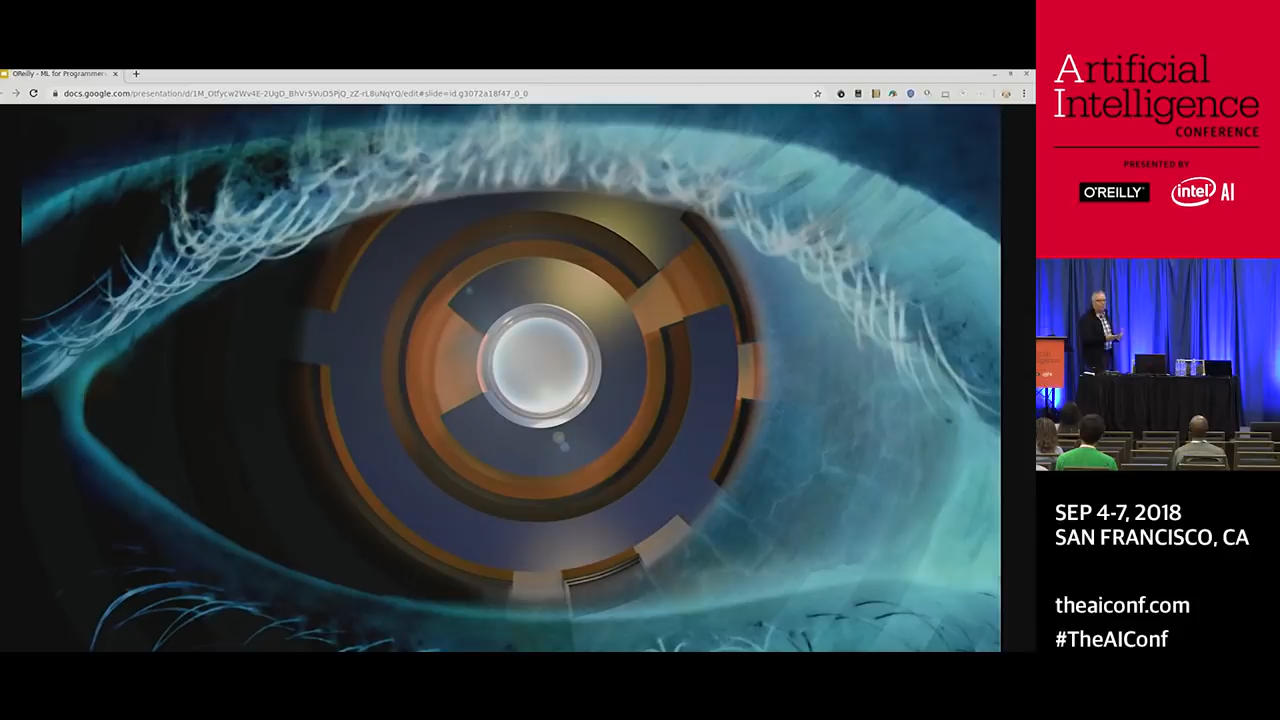 OReilly - ML for Programmers
docs.google.com/presentation/d/1M_Otfycw2Wv4E-2UgD_BhVr5VuD5PjQ_zZ-rL8uNqYQ/edit#slide=id.g3072a18f47_0_0
Artificial
Intelligence
CONFERENCE
PRESENTED BY
O'REILLY
intel AI
SEP 4-7, 2018
SAN FRANCISCO, CA
theaiconf.com
#TheAIConf